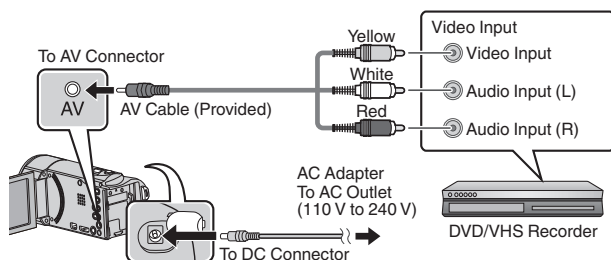 Video Input
Yellow
Video Input
To AV Connector
White
AV
AV Cable (Provided)
Audio Input (L)
Red
Audio Input (R)
AC Adapter
To AC Outlet
(110 V to 240 V)
DVD/VHS Recorder
To DC Connector